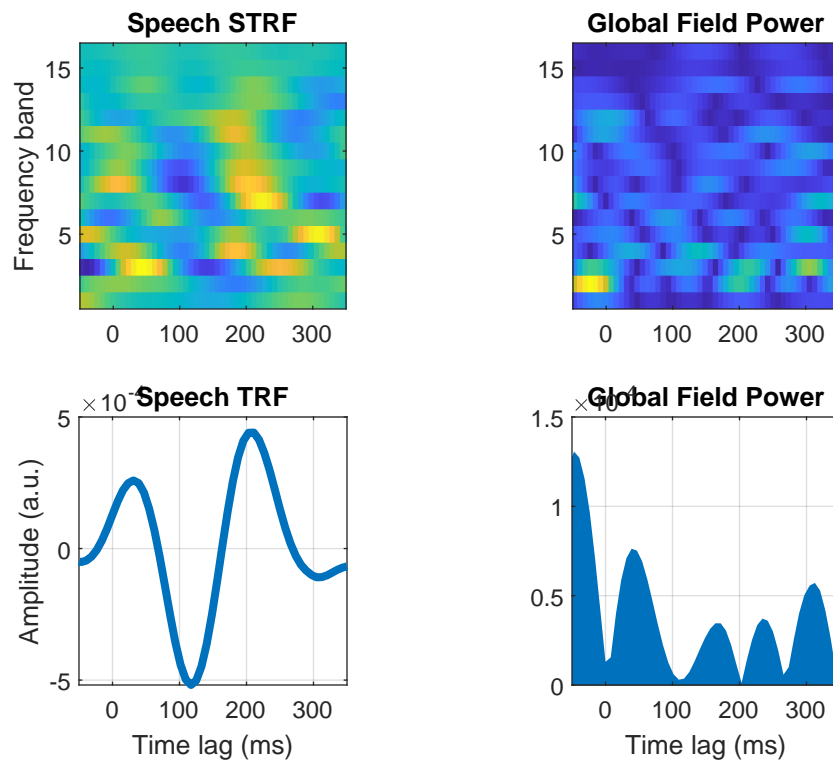 Speech STRF
Global Field Power
Frequency band
15
10
5
0 100 200 300
15
10
5
0 100 200 300
Speech TRF
× 10⁻⁴
Global Field Power
Amplitude (a.u.)
5
0
-5
0 100 200 300
Time lag (ms)
1.5
1
0.5
0
0 100 200 300
Time lag (ms)